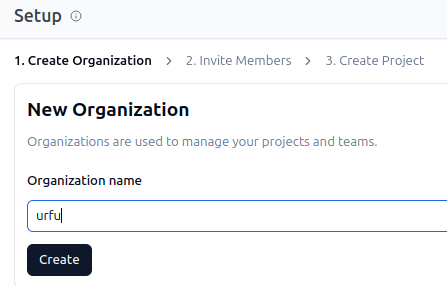 Setup
1. Create Organization > 2. Invite Members > 3. Create Project
New Organization
Organizations are used to manage your projects and teams.
Organization name
urfu
Create